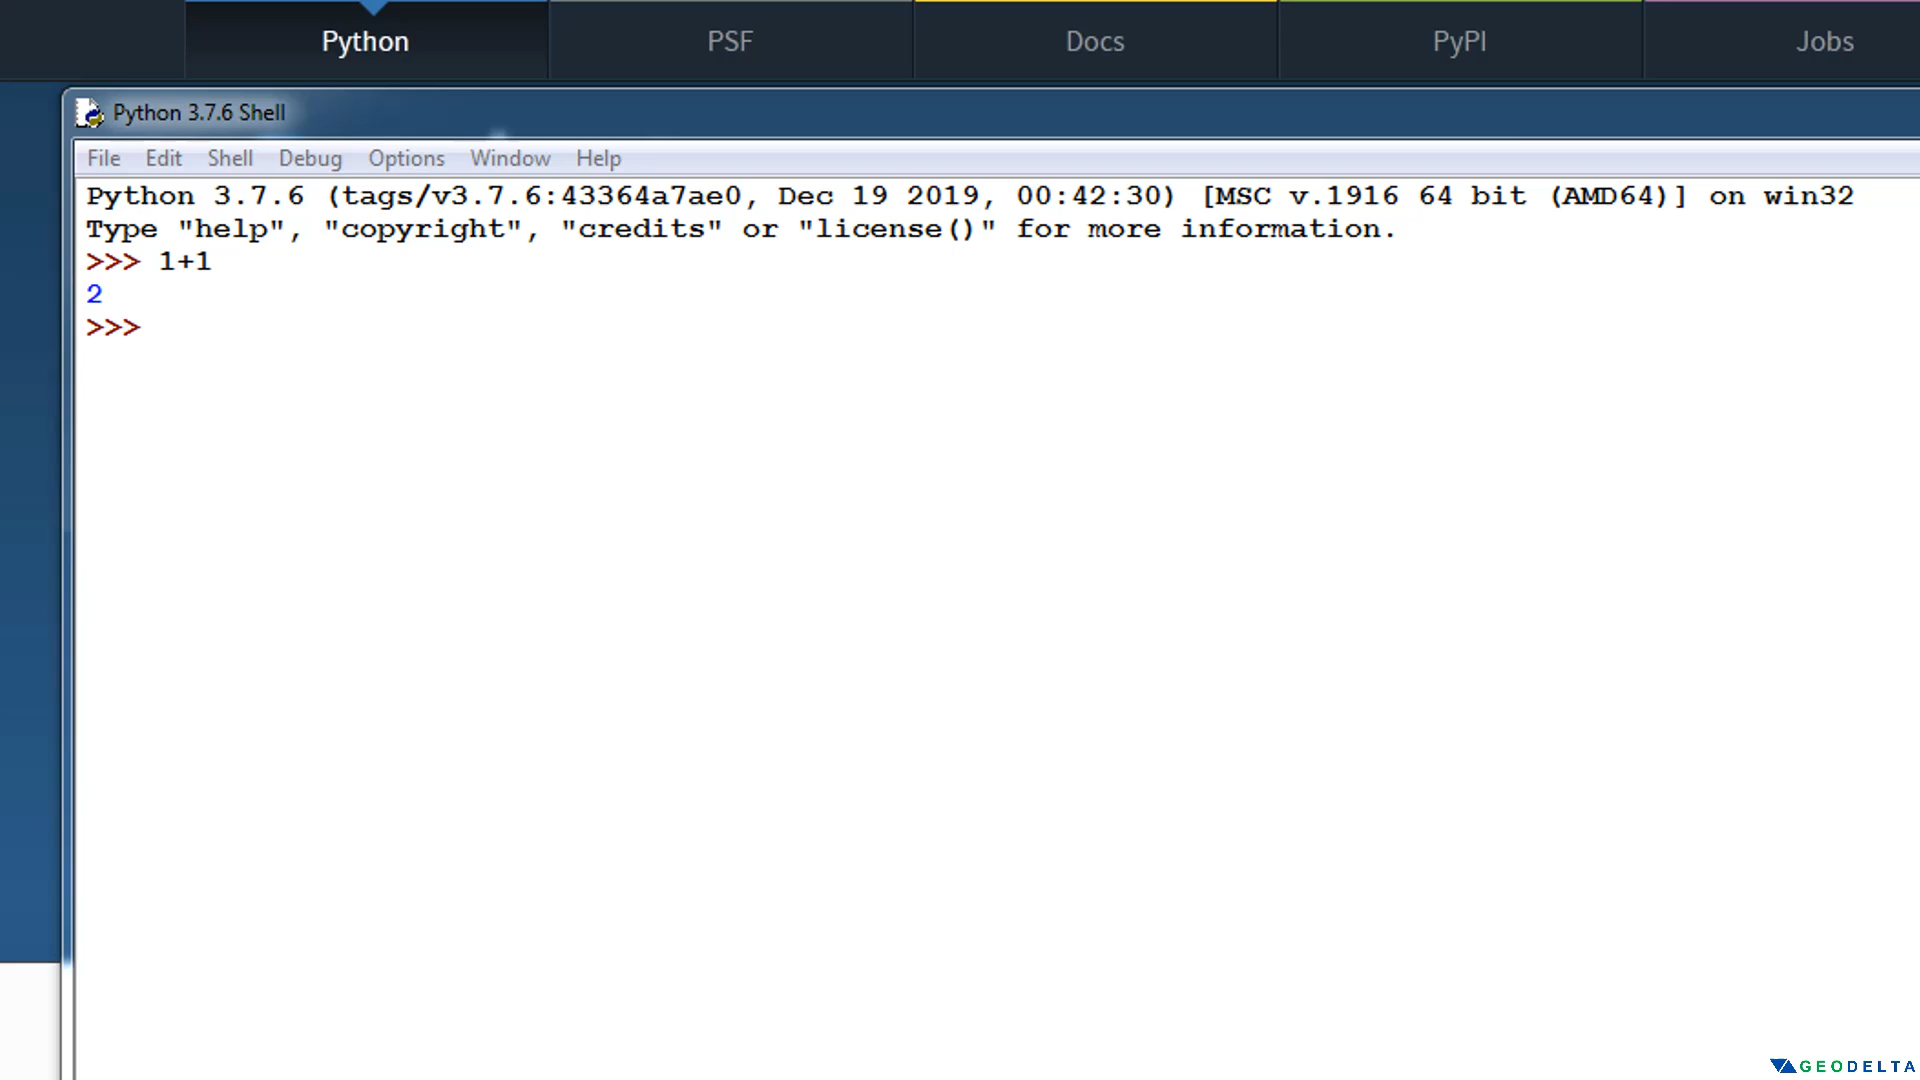 Python PSF Docs PyPI Jobs
Python 3.7.6 Shell
File Edit Shell Debug Options Window Help
Python 3.7.6 (tags/v3.7.6:43364a7ae0, Dec 19 2019, 00:42:30) [MSC v.1916 64 bit (AMD64)] on win32
Type "help", "copyright", "credits" or "license()" for more information.
>>> 1+1
2
>>>
GEODELTA